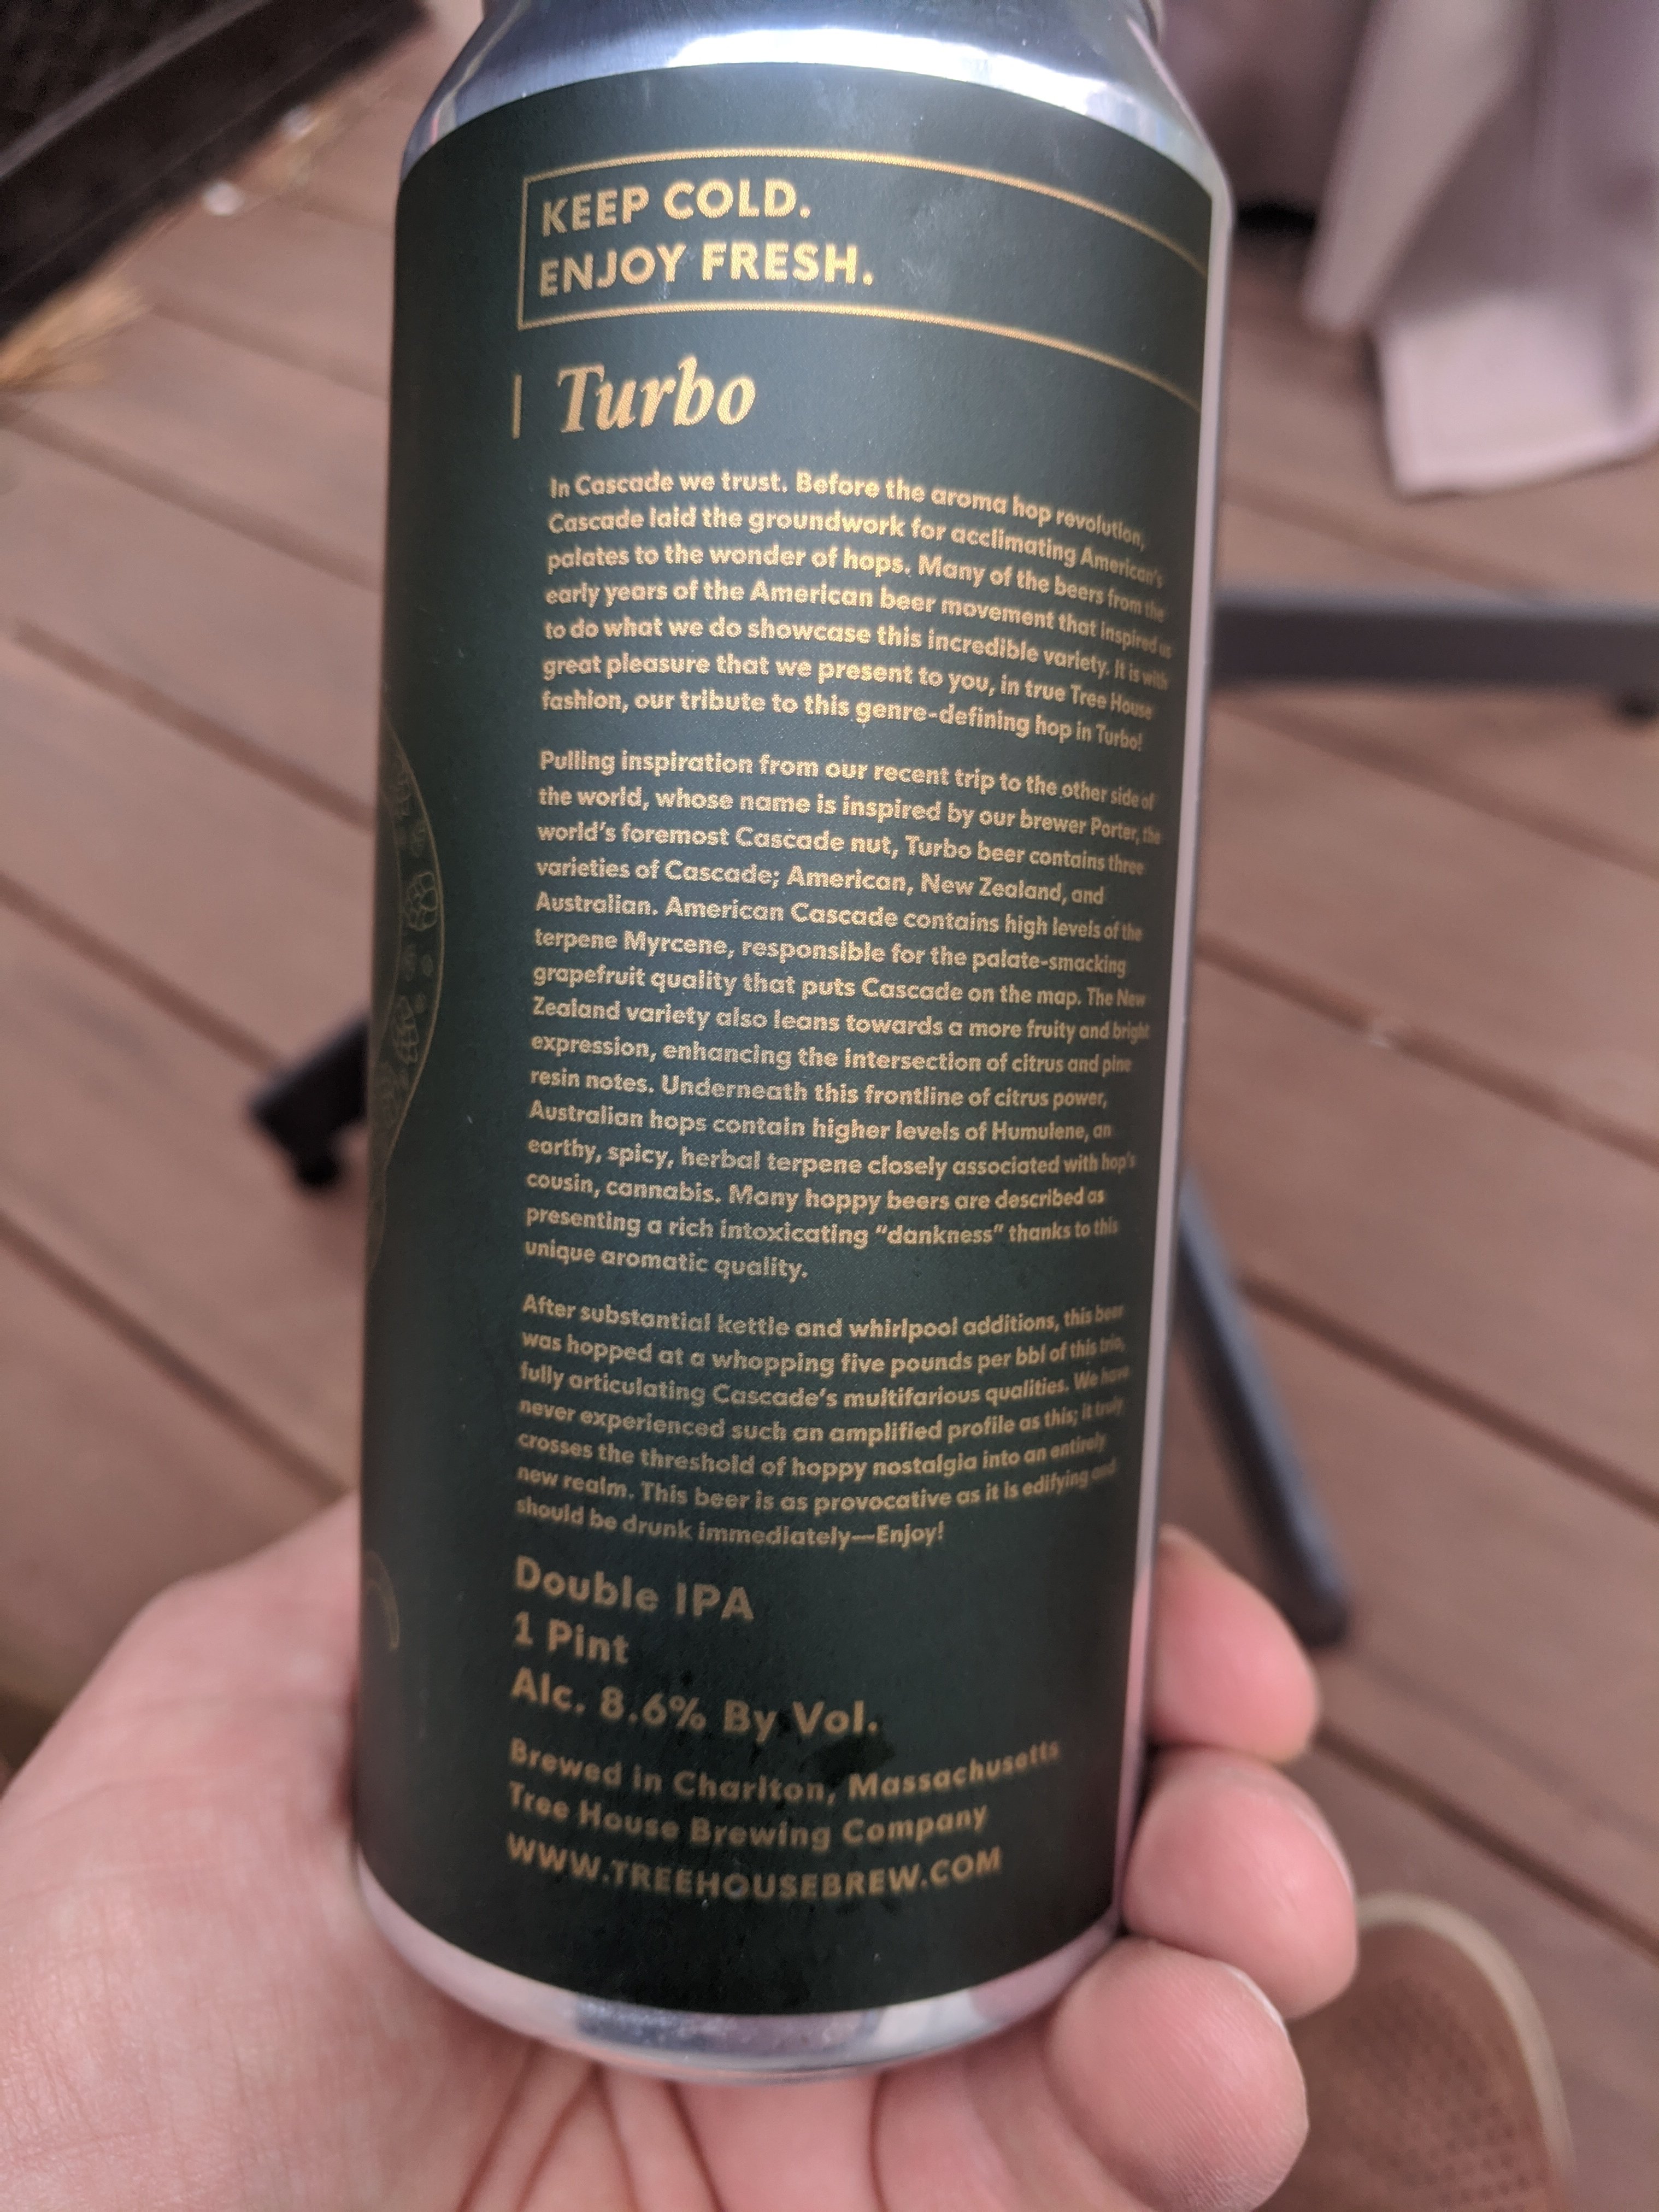 KEEP COLD.
ENJOY FRESH.
Turbo
In Cascade we trust. Before the aroma hop revolution,
Cascade laid the groundwork for acclimating American's
palates to the wonder of hops. Many of the beers from the
early years of the American beer movement that inspired us
to do what we do showcase this incredible variety. It is with
great pleasure that we present to you, in true Tree House
fashion, our tribute to this genre-defining hop in Turbo!
Pulling inspiration from our recent trip to the other side of
the world, whose name is inspired by our brewer Porter, the
world's foremost Cascade nut, Turbo beer contains three
varieties of Cascade; American, New Zealand, and
Australian. American Cascade contains high levels of the
terpene Myrcene, responsible for the palate-smacking
grapefruit quality that puts Cascade on the map. The New
Zealand variety also leans towards a more fruity and bright
expression, enhancing the intersection of citrus and pine
resin notes. Underneath this frontline of citrus power,
Australian hops contain higher levels of Humulene, an
earthy, spicy, herbal terpene closely associated with hop's
cousin, cannabis. Many hoppy beers are described as
presenting a rich intoxicating “dankness” thanks to this
unique aromatic quality.
After substantial kettle and whirlpool additions, this beer
was hopped at a whopping five pounds per bbl of this trio,
fully articulating Cascade's multifarious qualities. We have
never experienced such an amplified profile as this; it truly
crosses the threshold of hoppy nostalgia into an entirely
new realm. This beer is as provocative as it is edifying and
should be drunk immediately—Enjoy!
Double IPA
1 Pint
Alc. 8.6% By Vol.
Brewed in Charlton, Massachusetts
Tree House Brewing Company
WWW.TREEHOUSEBREW.COM